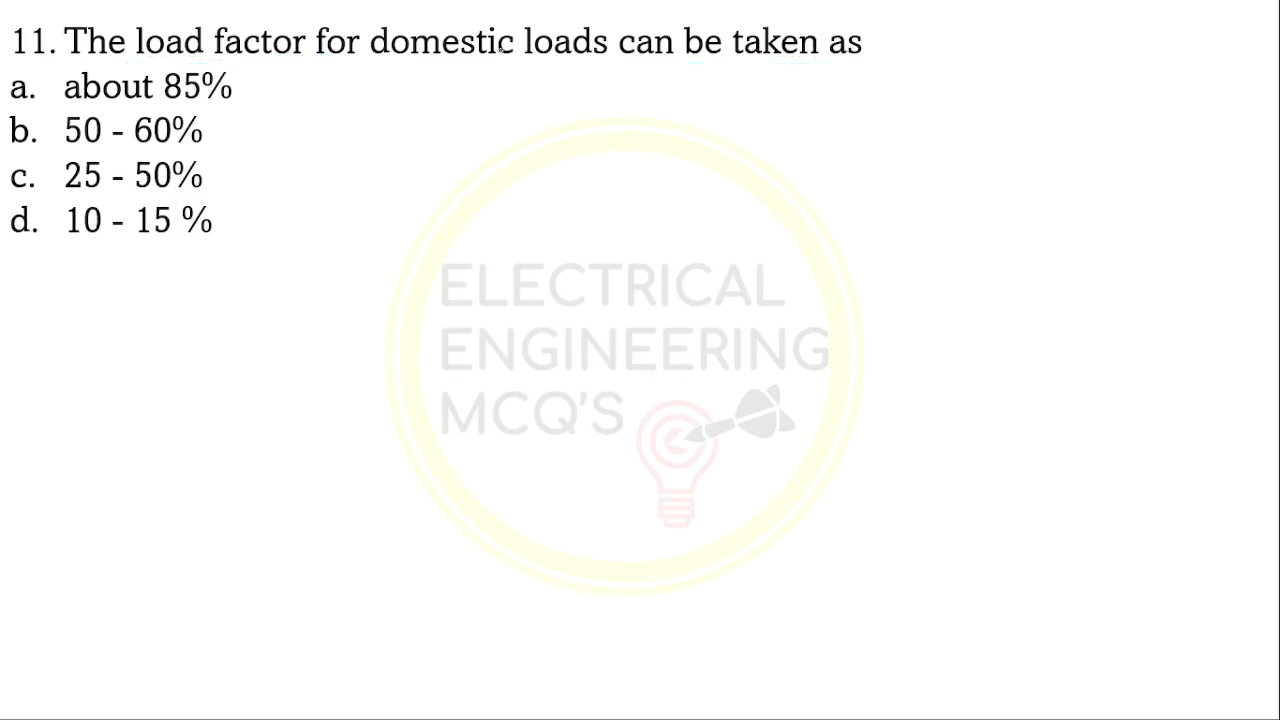 11. The load factor for domestic loads can be taken as
a. about 85%
b. 50 - 60%
c. 25 - 50%
d. 10 - 15 %
ELECTRICAL
ENGINEERING
MCQ'S